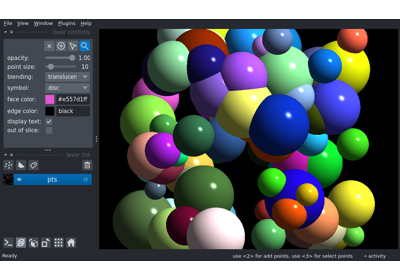 File View Window Plugins Help
layer controls
opacity: 1.00
point size: 10
blending: translucen
symbol: disc
face color: #e557d1ff
edge color: black
display text: ✓
out of slice:
layer list
pts
Ready use <2> for add points, use <3> for select points activity